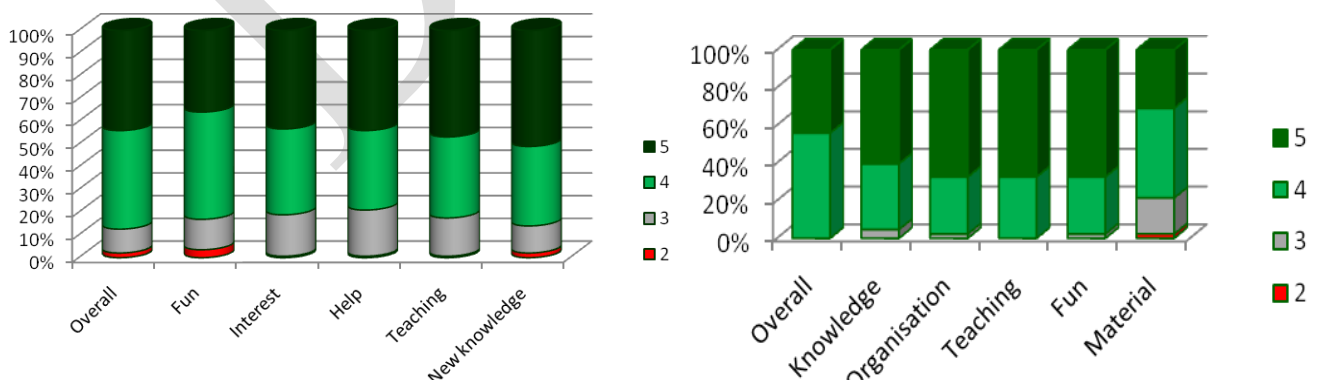 100%
90%
80%
70%
60%
50%
40%
30%
20%
10%
0%
Overall
Fun
Interest
Help
Teaching
New knowledge
5
4
3
2
100%
80%
60%
40%
20%
0%
Overall
Knowledge
Organisation
Teaching
Fun
Material
5
4
3
2